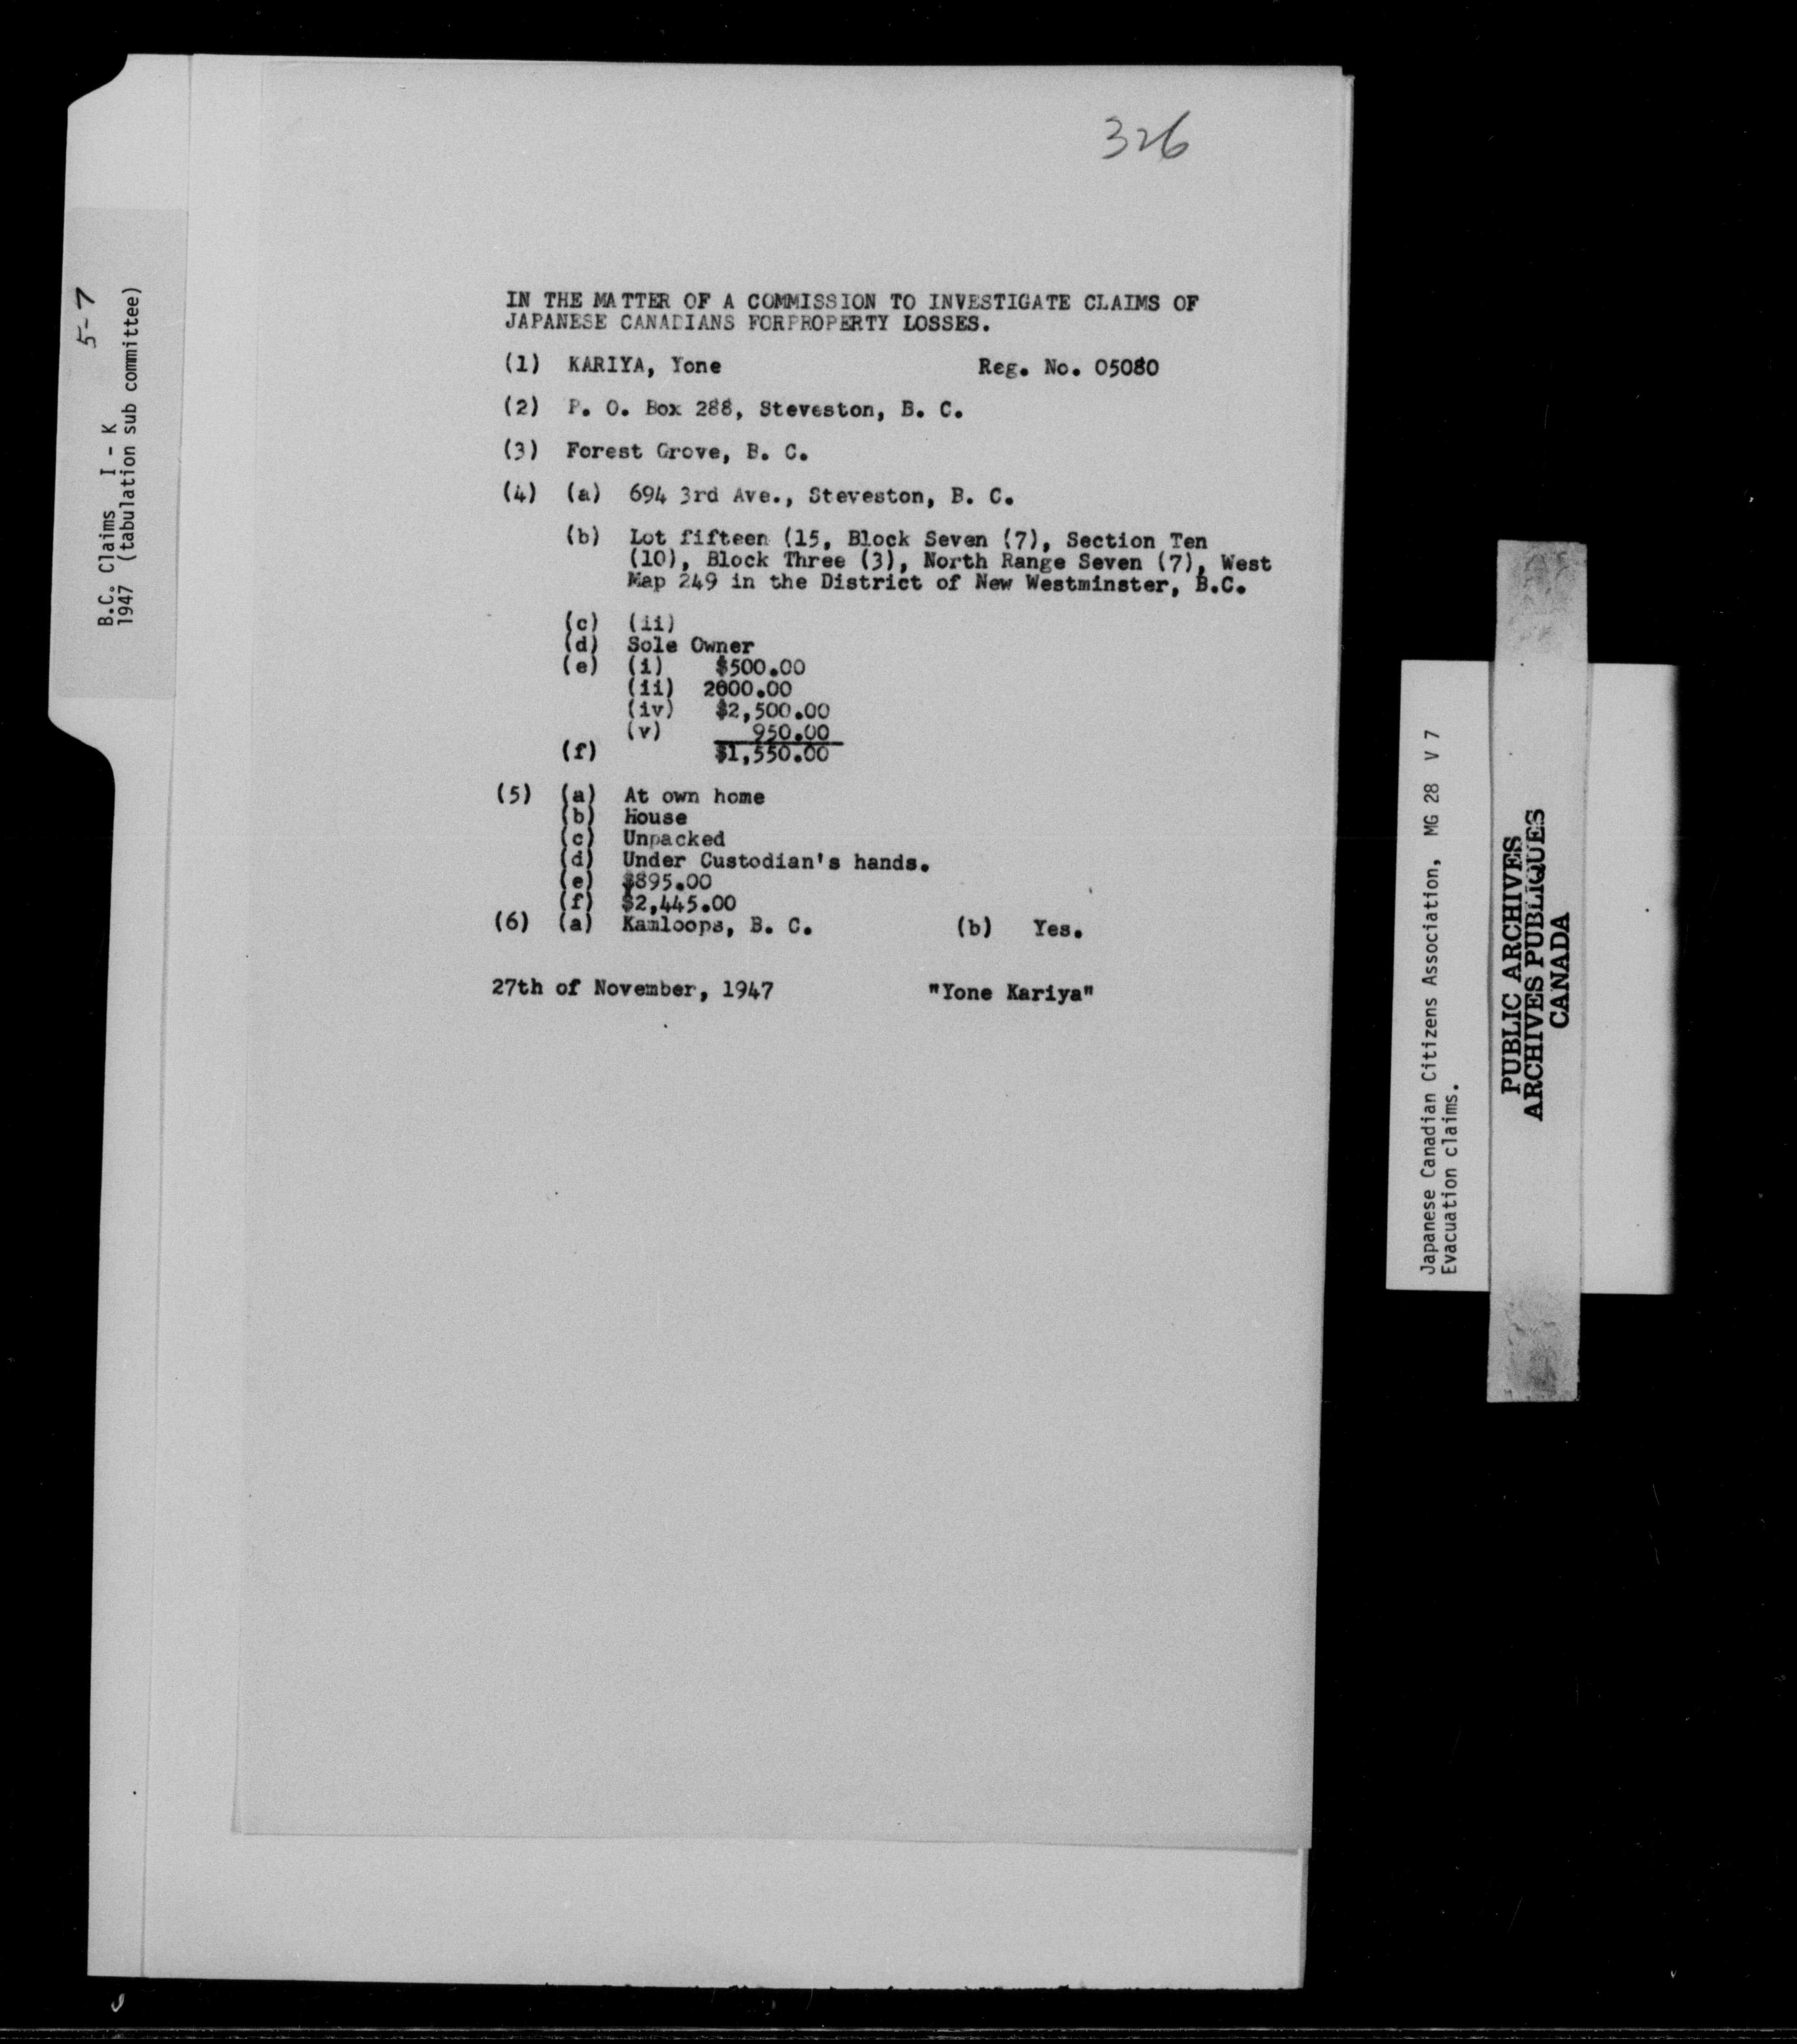 326
IN THE MATTER OF A COMMISSION TO INVESTIGATE CLAIMS OF
JAPANESE CANADIANS FORPROPERTY LOSSES.
(1) KARIYA, Yone Reg. No. 05080
(2) P. O. Box 288, Steveston, B. C.
(3) Forest Grove, B. C.
(4) (a) 694 3rd Ave., Steveston, B. C.
(b) Lot fifteen (15, Block Seven (7), Section Ten
(10), Block Three (3), North Range Seven (7), West
Map 249 in the District of New Westminster, B.C.
(c) (ii)
(d) Sole Owner
(e) (i) $500.00
(ii) 2000.00
(iv) $2,500.00
(v) 950.00
(f) $1,550.00
(5) (a) At own home
(b) House
(c) Unpacked
(d) Under Custodian's hands.
(e) $895.00
(f) $2,445.00
(6) (a) Kamloops, B. C. (b) Yes.
27th of November, 1947 "Yone Kariya"
5-7
B.C. Claims I - K
1947 (tabulation sub committee)
Japanese Canadian Citizens Association, MG 28 V 7
Evacuation claims.
PUBLIC ARCHIVES
ARCHIVES PUBLIQUES
CANADA